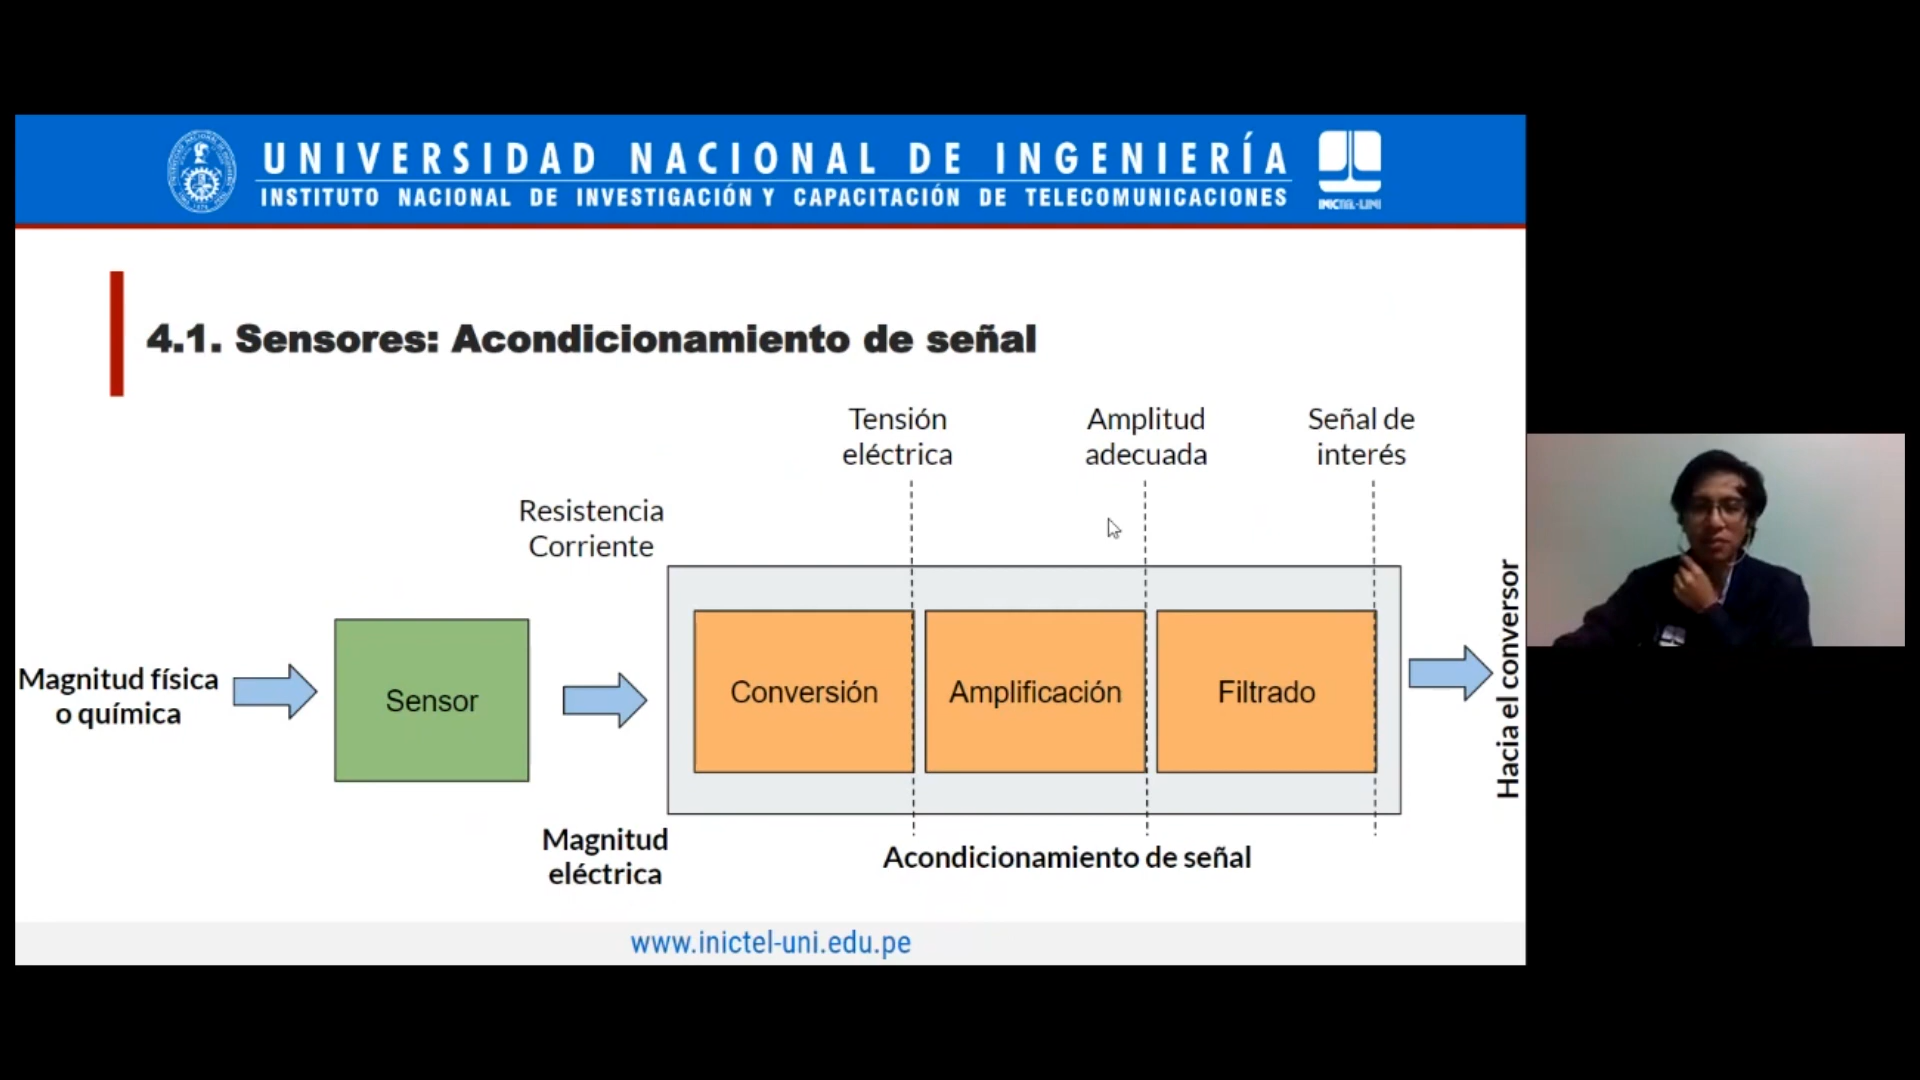 UNIVERSIDAD NACIONAL DE INGENIERÍA
INSTITUTO NACIONAL DE INVESTIGACIÓN Y CAPACITACIÓN DE TELECOMUNICACIONES
INICTEL-UNI
4.1. Sensores: Acondicionamiento de señal
Tensión
eléctrica
Amplitud
adecuada
Señal de
interés
Resistencia
Corriente
Magnitud física
o química
Sensor
Conversión
Amplificación
Filtrado
Hacia el conversor
Magnitud
eléctrica
Acondicionamiento de señal
www.inictel-uni.edu.pe